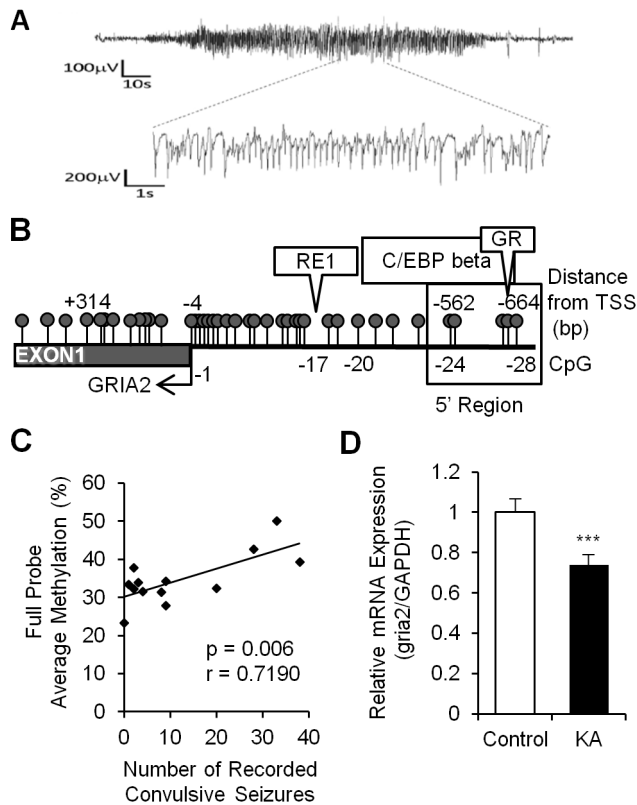 A
100µV
10s
200µV
1s
B
GR
C/EBP beta
RE1
Distance
from TSS
(bp)
+314
-4
-562
-664
EXON1
-1
-17
-20
-24
-28
CpG
GRIA2
5' Region
C
Full Probe
Average Methylation (%)
60
50
40
30
20
10
0
p = 0.006
r = 0.7190
0
10
20
30
40
Number of Recorded
Convulsive Seizures
D
Relative mRNA Expression
(gria2/GAPDH)
1.2
1
0.8
0.6
0.4
0.2
0
***
Control
KA